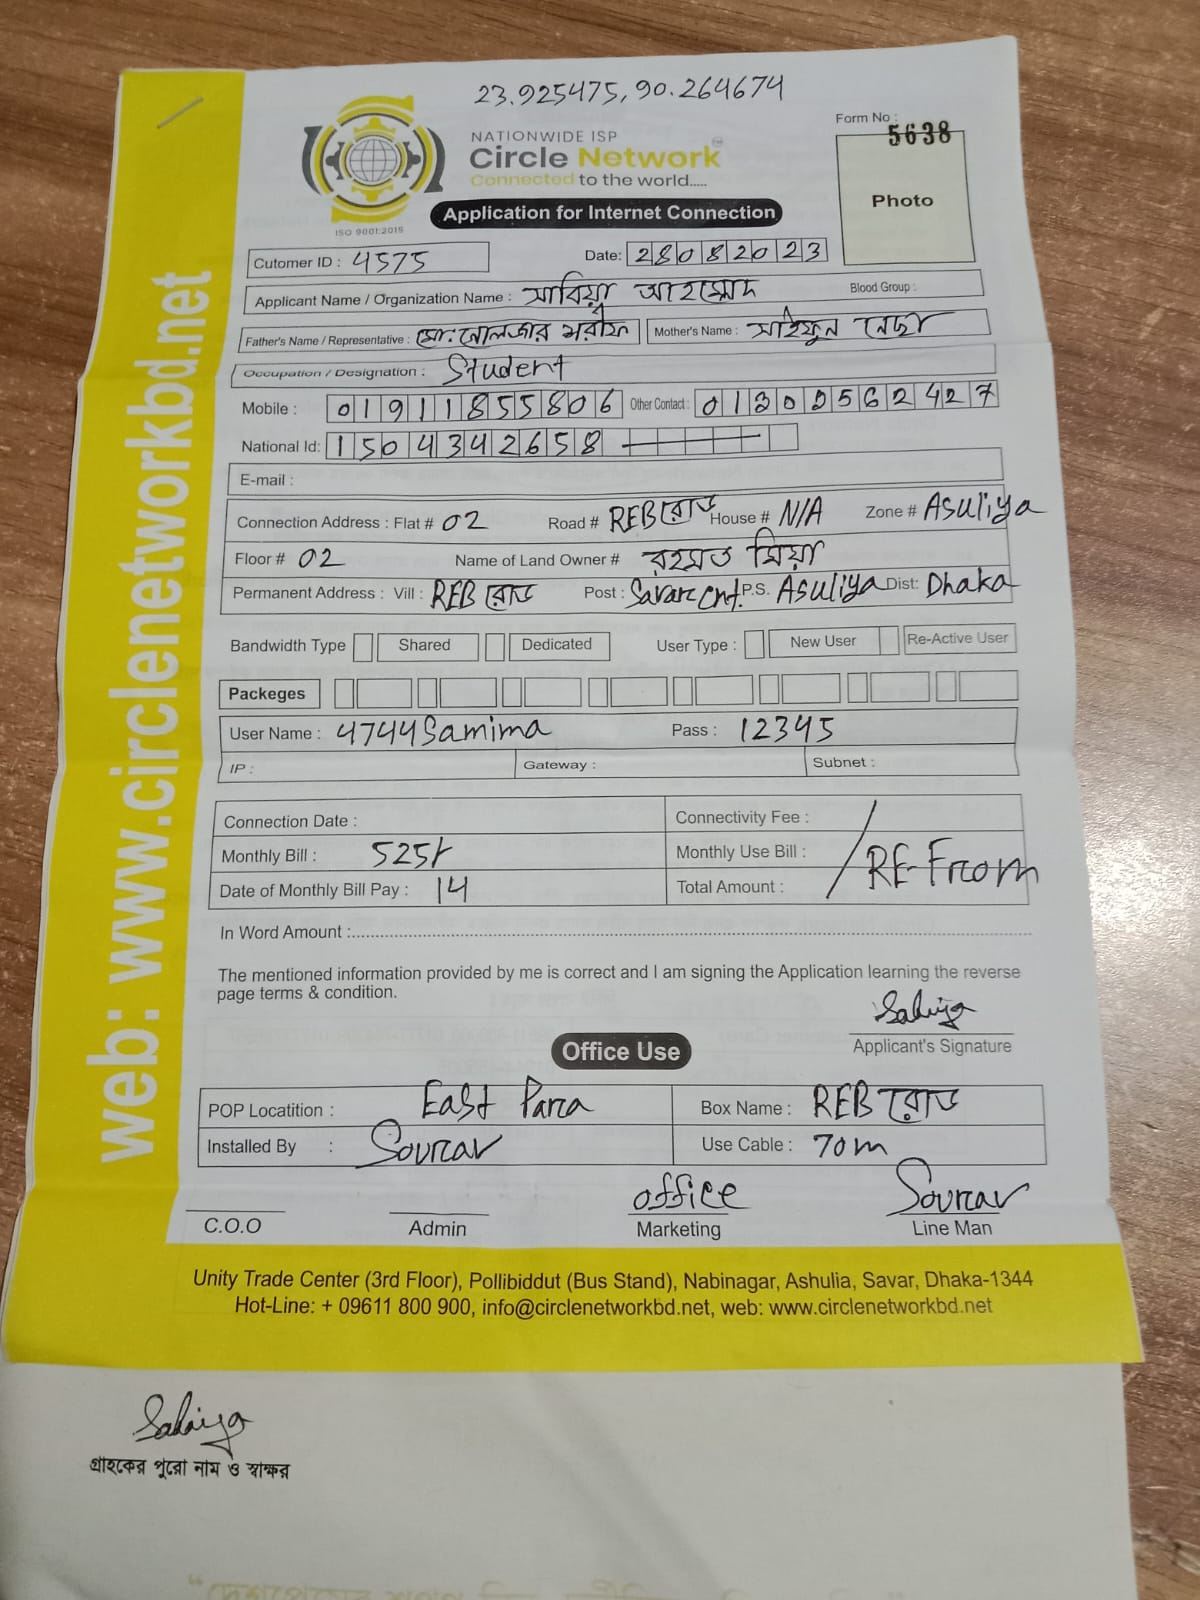 23.925475, 90.264674
NATIONWIDE ISP
Circle Network
Connected to the world.....
ISO 9001:2015
Application for Internet Connection
Form No :
5638
Photo
Cutomer ID : 4575
Date: 28082023
Applicant Name / Organization Name : সাবিয়া আহম্মেদ
Blood Group :
Father's Name / Representative : মো: শরীফ
Mother's Name : সাইফুন নেছা
Occupation / Designation : Student
Mobile : 01911855806 Other Contact : 01302562427
National Id: 1504342658
E-mail :
Connection Address : Flat # 02 Road # REB রোড House # N/A Zone # Asuliya
Floor # 02 Name of Land Owner # রহমত মিয়া
Permanent Address : Vill : REB রোড Post : Savar Cnt. P.S. Asuliya Dist: Dhaka
Bandwidth Type Shared Dedicated User Type : New User Re-Active User
Packeges
User Name : 4744Samima Pass : 12345
IP : Gateway : Subnet :
Connection Date : Connectivity Fee :
Monthly Bill : 525৳ Monthly Use Bill :
Date of Monthly Bill Pay : 14 Total Amount :
RE-From
In Word Amount :
The mentioned information provided by me is correct and I am signing the Application learning the reverse
page terms & condition.
Applicant's Signature
Office Use
POP Locatition : East Para Box Name : REB রোড
Installed By : Sourav Use Cable : 70m
office Sourav
C.O.O Admin Marketing Line Man
Unity Trade Center (3rd Floor), Pollibiddut (Bus Stand), Nabinagar, Ashulia, Savar, Dhaka-1344
Hot-Line: + 09611 800 900, info@circlenetworkbd.net, web: www.circlenetworkbd.net
web: www.circlenetworkbd.net
গ্রাহকের পুরো নাম ও স্বাক্ষর